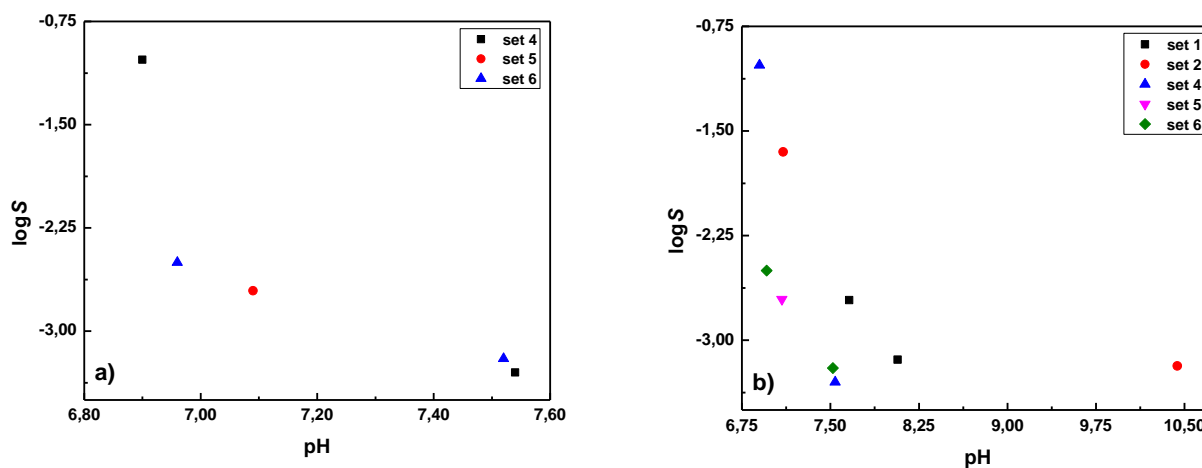 -0,75
-1,50
-2,25
-3,00
log S
6,80 7,00 7,20 7,40 7,60
pH
a)
set 4
set 5
set 6
-0,75
-1,50
-2,25
-3,00
log S
6,75 7,50 8,25 9,00 9,75 10,50
pH
b)
set 1
set 2
set 4
set 5
set 6